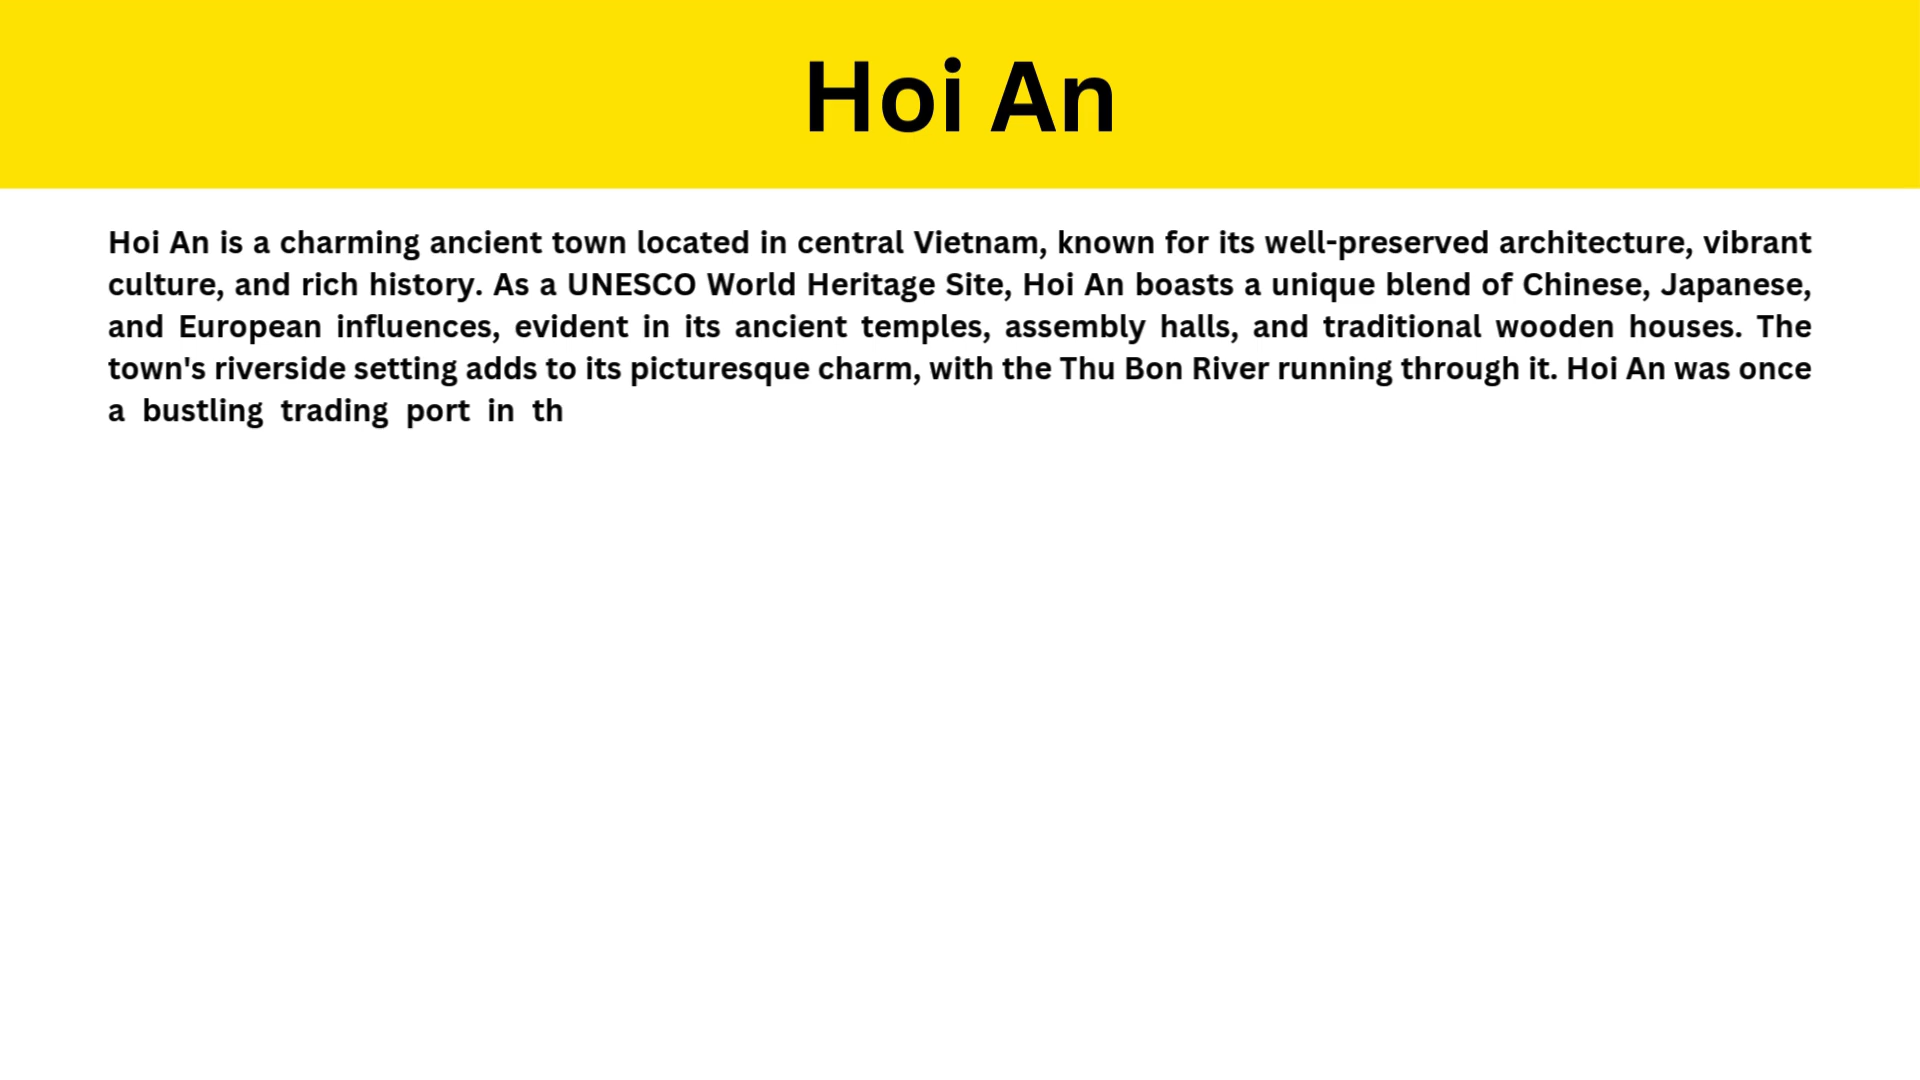 Hoi An
Hoi An is a charming ancient town located in central Vietnam, known for its well-preserved architecture, vibrant
culture, and rich history. As a UNESCO World Heritage Site, Hoi An boasts a unique blend of Chinese, Japanese,
and European influences, evident in its ancient temples, assembly halls, and traditional wooden houses. The
town's riverside setting adds to its picturesque charm, with the Thu Bon River running through it. Hoi An was once
a bustling trading port in th